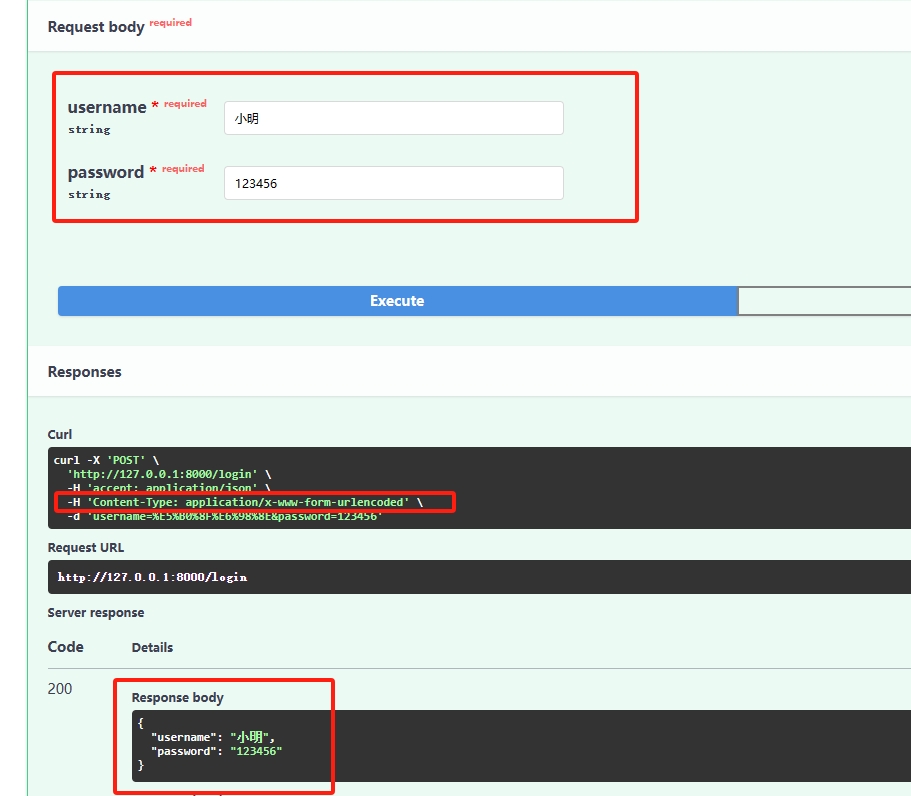 Request body required
username * required
string
小明
password * required
string
123456
Execute
Responses
Curl
curl -X 'POST' \
'http://127.0.0.1:8000/login' \
-H 'accept: application/json' \
-H 'Content-Type: application/x-www-form-urlencoded' \
-d 'username=%E5%B0%8F%E6%98%8E&password=123456'
Request URL
http://127.0.0.1:8000/login
Server response
Code Details
200
Response body
{
"username": "小明",
"password": "123456"
}